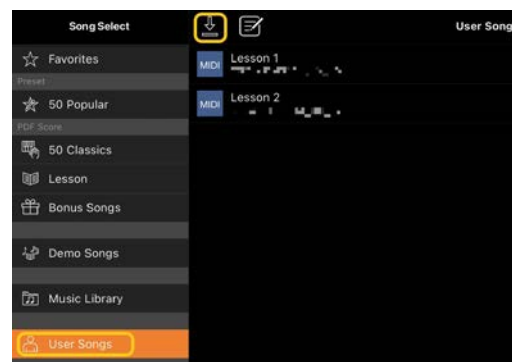 Song Select
Favorites
Preset
50 Popular
PDF Score
50 Classics
Lesson
Bonus Songs
Demo Songs
Music Library
User Songs
User Song
MIDI
Lesson 1
MIDI
Lesson 2